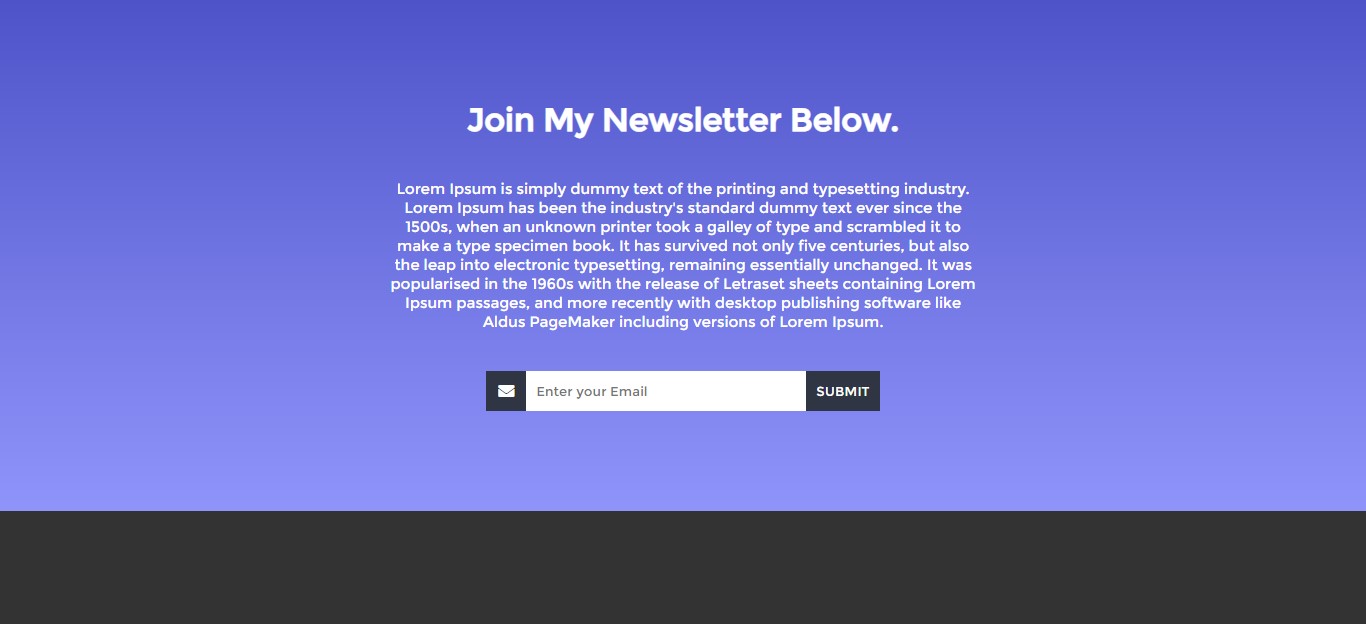 Join My Newsletter Below.
Lorem Ipsum is simply dummy text of the printing and typesetting industry.
Lorem Ipsum has been the industry's standard dummy text ever since the
1500s, when an unknown printer took a galley of type and scrambled it to
make a type specimen book. It has survived not only five centuries, but also
the leap into electronic typesetting, remaining essentially unchanged. It was
popularised in the 1960s with the release of Letraset sheets containing Lorem
Ipsum passages, and more recently with desktop publishing software like
Aldus PageMaker including versions of Lorem Ipsum.
Enter your Email SUBMIT